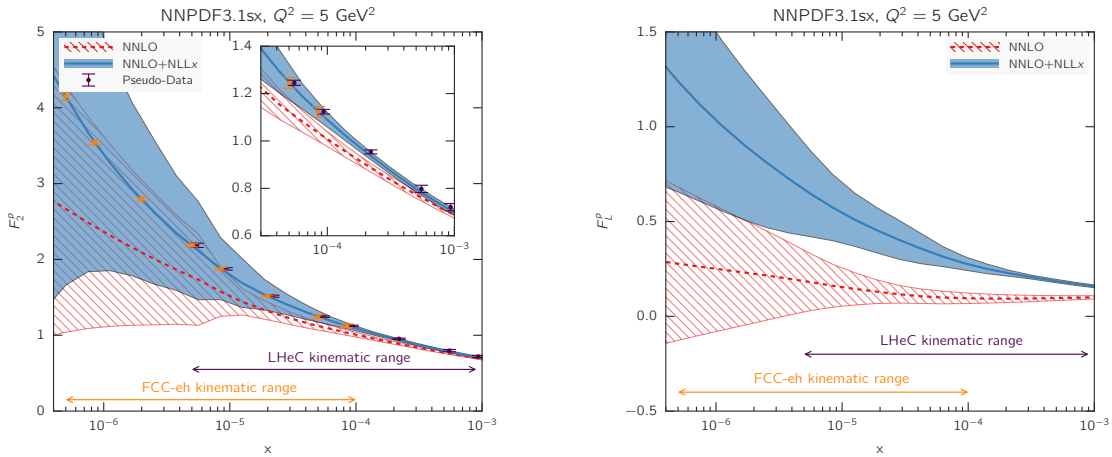 NNPDF3.1sx, Q² = 5 GeV²
NNLO
NNLO+NLLx
Pseudo-Data
5
4
3
2
1
0
F₂ᵖ
1.4
1.2
1.0
0.8
0.6
10⁻⁴
10⁻³
LHeC kinematic range
FCC-eh kinematic range
10⁻⁶
10⁻⁵
10⁻⁴
10⁻³
x
NNPDF3.1sx, Q² = 5 GeV²
NNLO
NNLO+NLLx
1.5
1.0
0.5
0.0
−0.5
F_Lᵖ
LHeC kinematic range
FCC-eh kinematic range
10⁻⁶
10⁻⁵
10⁻⁴
10⁻³
x